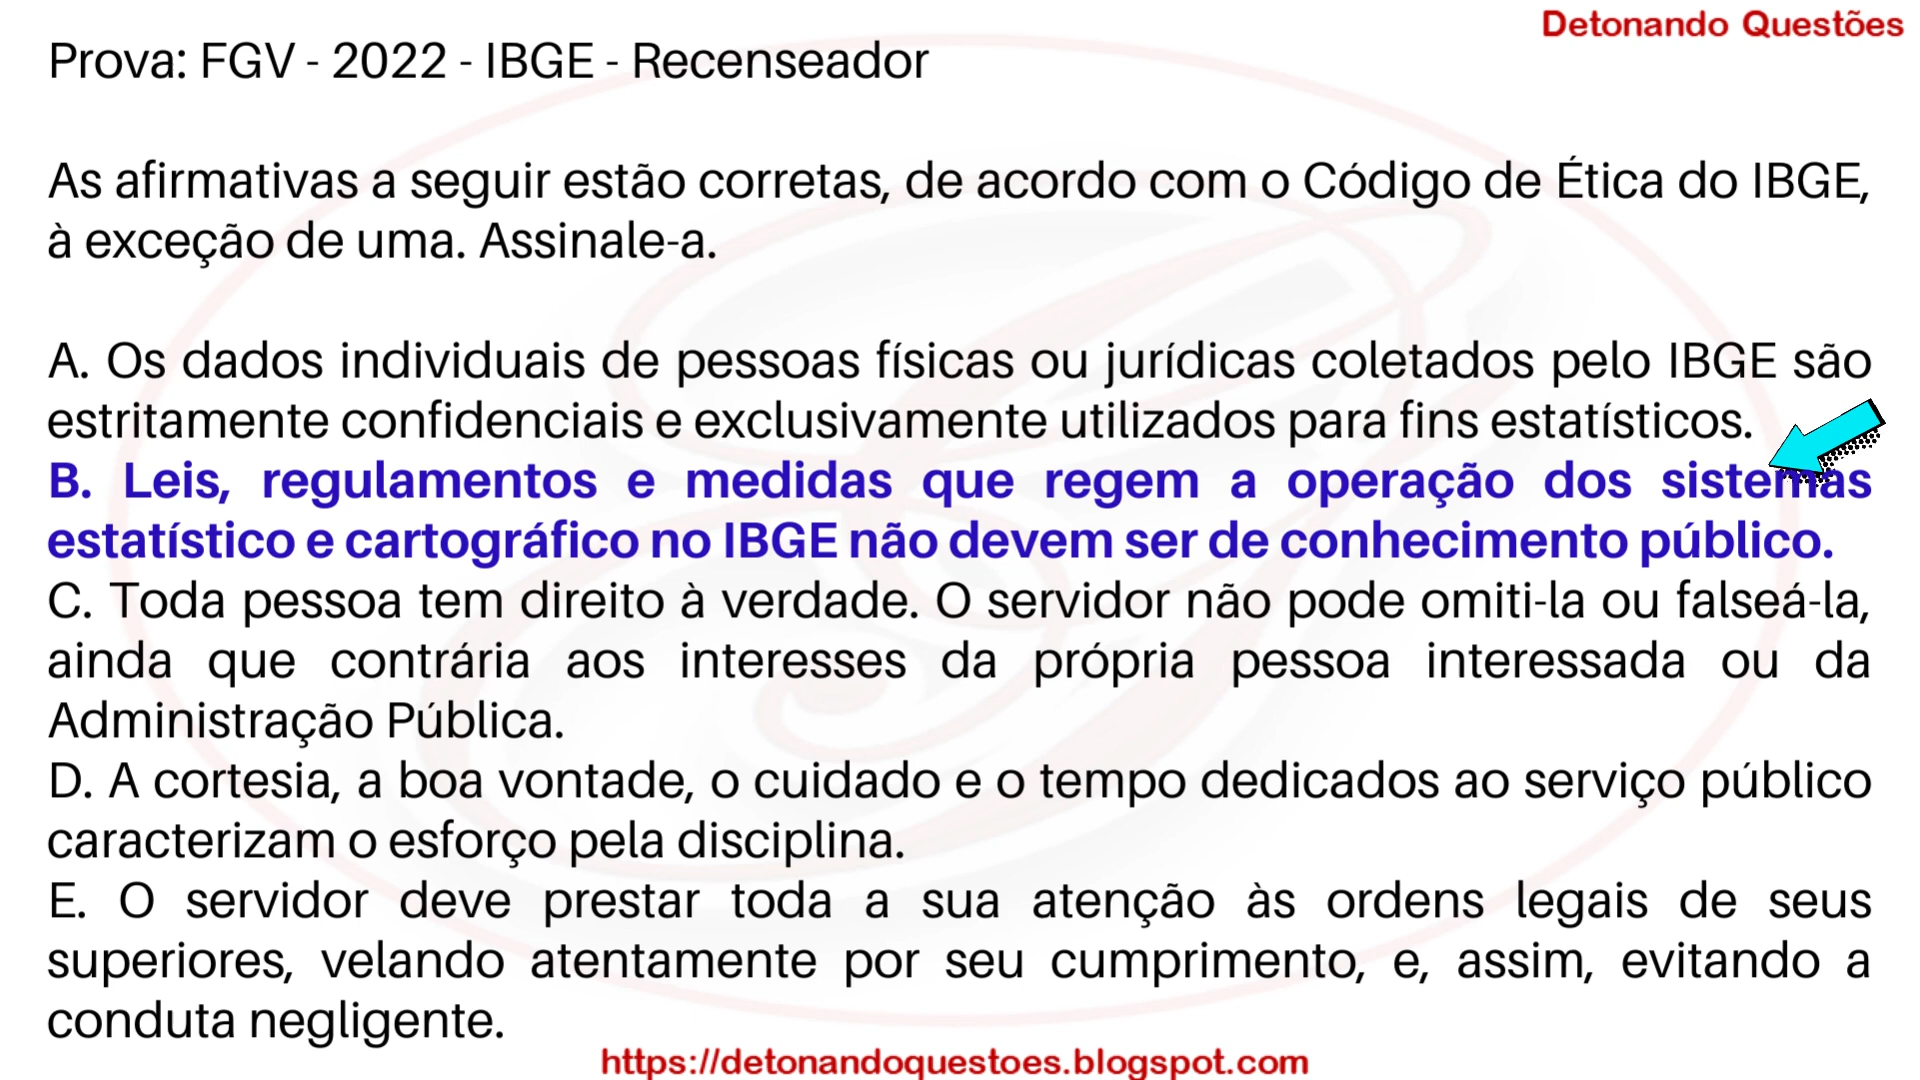 Detonando Questões
Prova: FGV - 2022 - IBGE - Recenseador
As afirmativas a seguir estão corretas, de acordo com o Código de Ética do IBGE,
à exceção de uma. Assinale-a.
A. Os dados individuais de pessoas físicas ou jurídicas coletados pelo IBGE são
estritamente confidenciais e exclusivamente utilizados para fins estatísticos.
B. Leis, regulamentos e medidas que regem a operação dos sistemas
estatístico e cartográfico no IBGE não devem ser de conhecimento público.
C. Toda pessoa tem direito à verdade. O servidor não pode omiti-la ou falseá-la,
ainda que contrária aos interesses da própria pessoa interessada ou da
Administração Pública.
D. A cortesia, a boa vontade, o cuidado e o tempo dedicados ao serviço público
caracterizam o esforço pela disciplina.
E. O servidor deve prestar toda a sua atenção às ordens legais de seus
superiores, velando atentamente por seu cumprimento, e, assim, evitando a
conduta negligente.
https://detonandoquestoes.blogspot.com